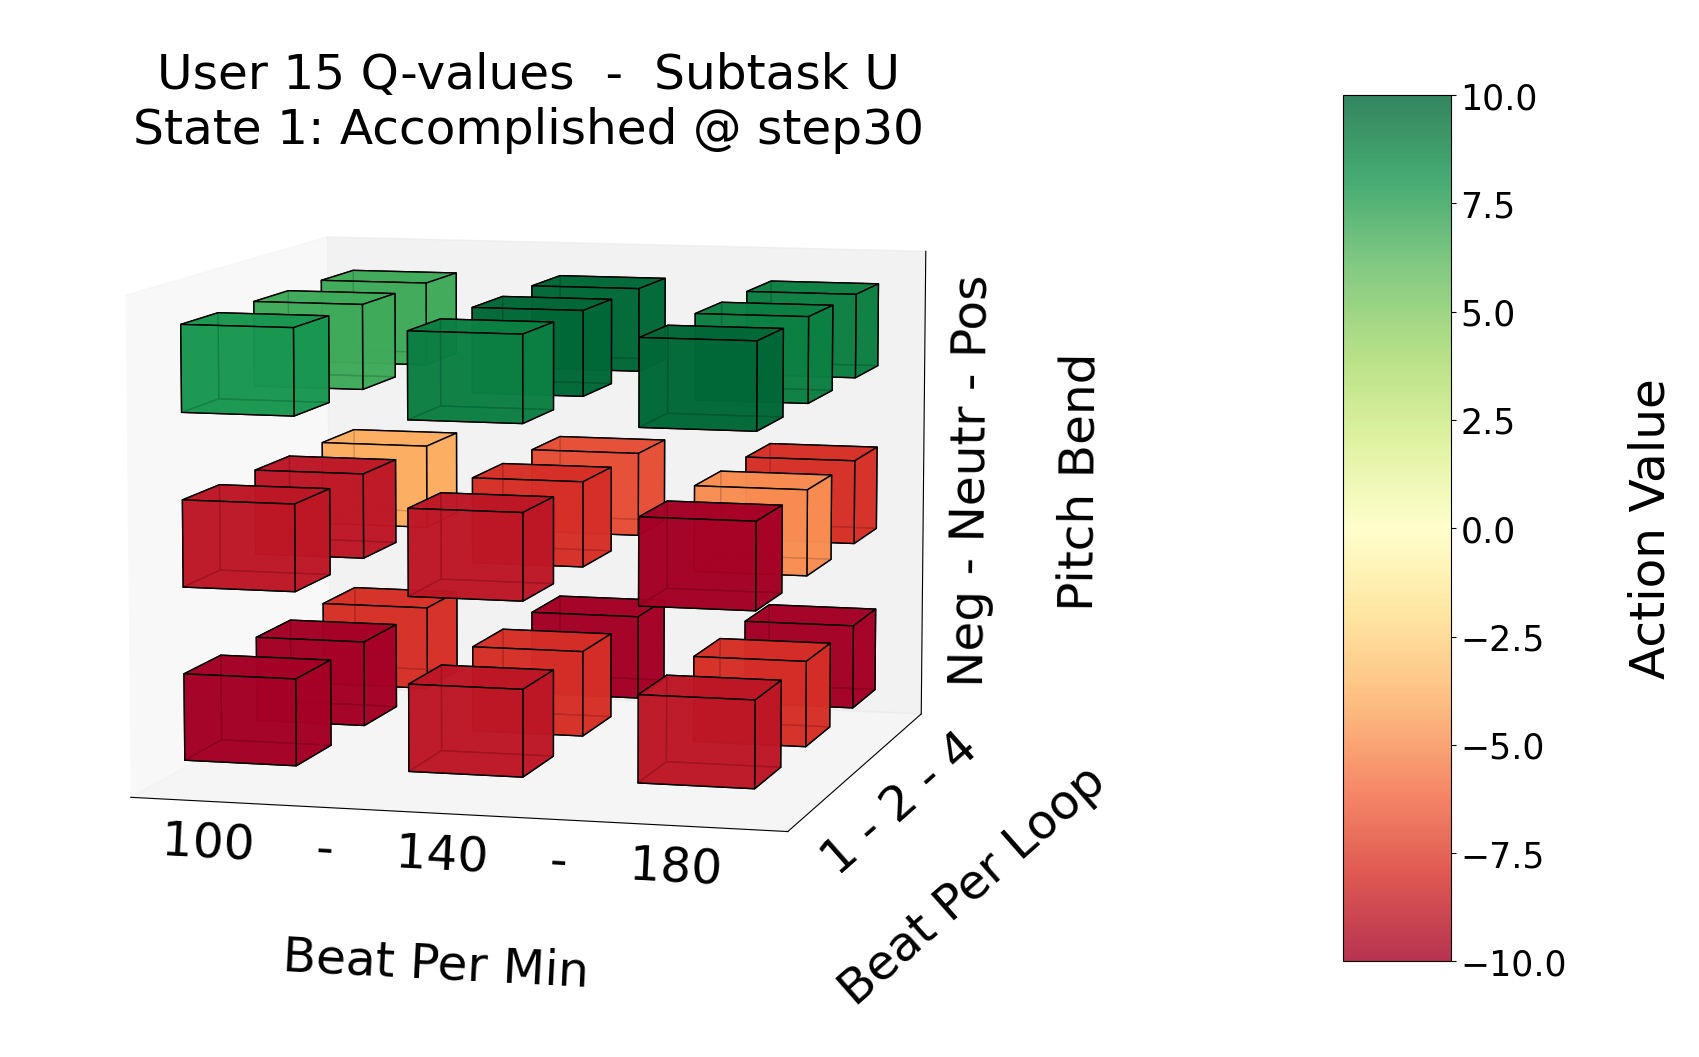 User 15 Q-values  -  Subtask U
State 1: Accomplished @ step30
100 - 140 - 180
Beat Per Min
1 - 2 - 4
Beat Per Loop
Neg - Neutr - Pos
Pitch Bend
10.0
7.5
5.0
2.5
0.0
−2.5
−5.0
−7.5
−10.0
Action Value